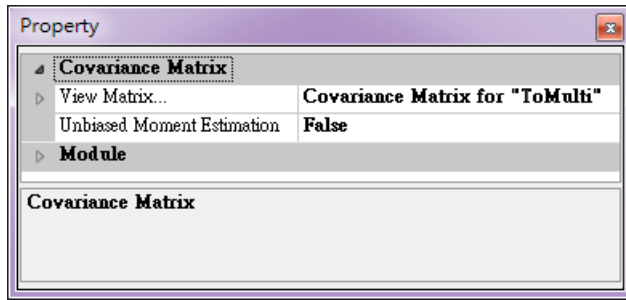 Property
Covariance Matrix
View Matrix... Covariance Matrix for "ToMulti"
Unbiased Moment Estimation False
Module
Covariance Matrix